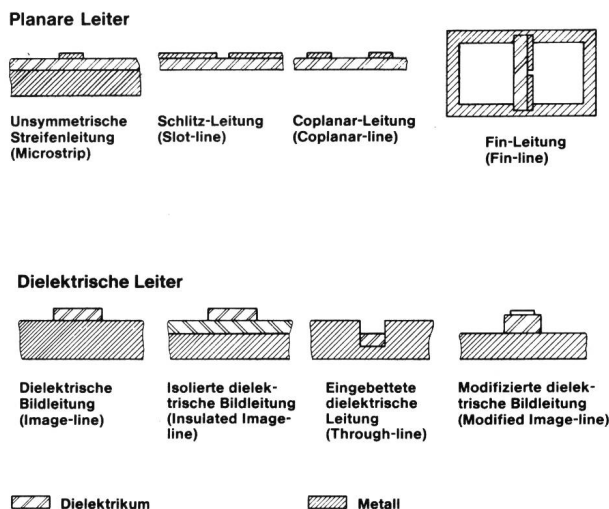 Planare Leiter
Unsymmetrische
Streifenleitung
(Microstrip)
Schlitz-Leitung
(Slot-line)
Coplanar-Leitung
(Coplanar-line)
Fin-Leitung
(Fin-line)
Dielektrische Leiter
Dielektrische
Bildleitung
(Image-line)
Isolierte dielek-
trische Bildleitung
(Insulated Image-
line)
Eingebettete
dielektrische
Leitung
(Through-line)
Modifizierte dielek-
trische Bildleitung
(Modified Image-line)
Dielektrikum
Metall